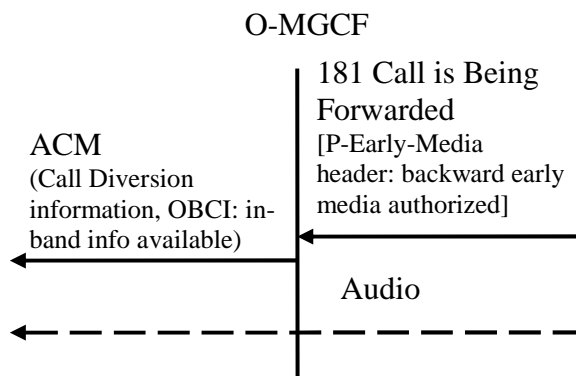 O-MGCF
181 Call is Being
Forwarded
[P-Early-Media
header: backward early
media authorized]
ACM
(Call Diversion
information, OBCI: in-
band info available)
Audio